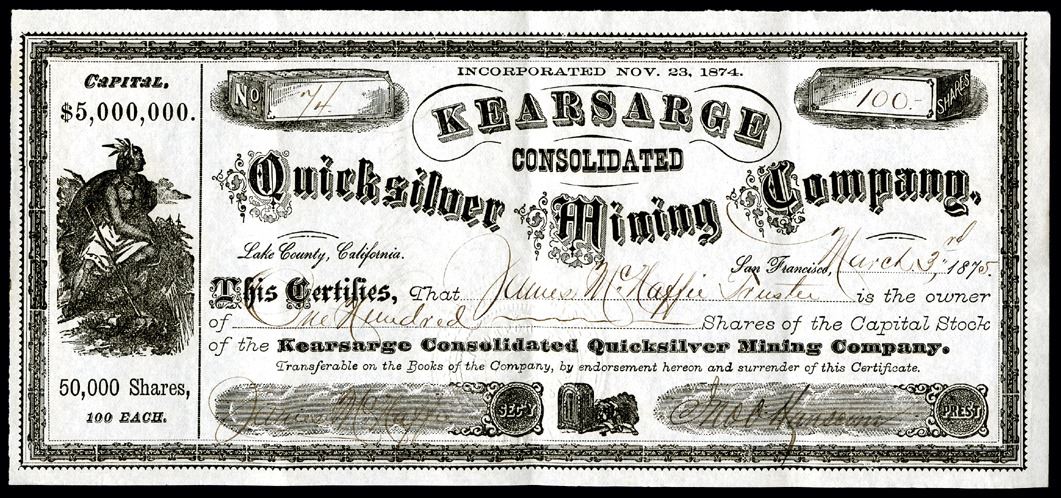 Capital,
$5,000,000.
50,000 Shares,
100 EACH.
INCORPORATED NOV. 23, 1874.
No 74
100.- SHARES
KEARSARGE
CONSOLIDATED
Quicksilver Mining Company,
Lake County, California.
San Francisco, March 3rd 1875.
This Certifies, That James McHaffie Trustee is the owner
of One Hundred Shares of the Capital Stock
of the Kearsarge Consolidated Quicksilver Mining Company.
Transferable on the Books of the Company, by endorsement hereon and surrender of this Certificate.
McHaffie SECY
PREST